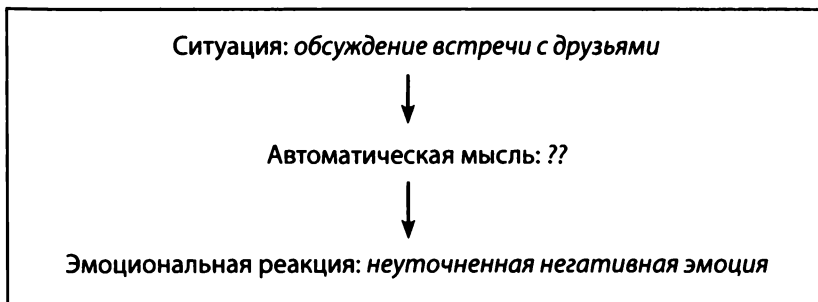 Ситуация: обсуждение встречи с друзьями
Автоматическая мысль: ??
Эмоциональная реакция: неуточненная негативная эмоция